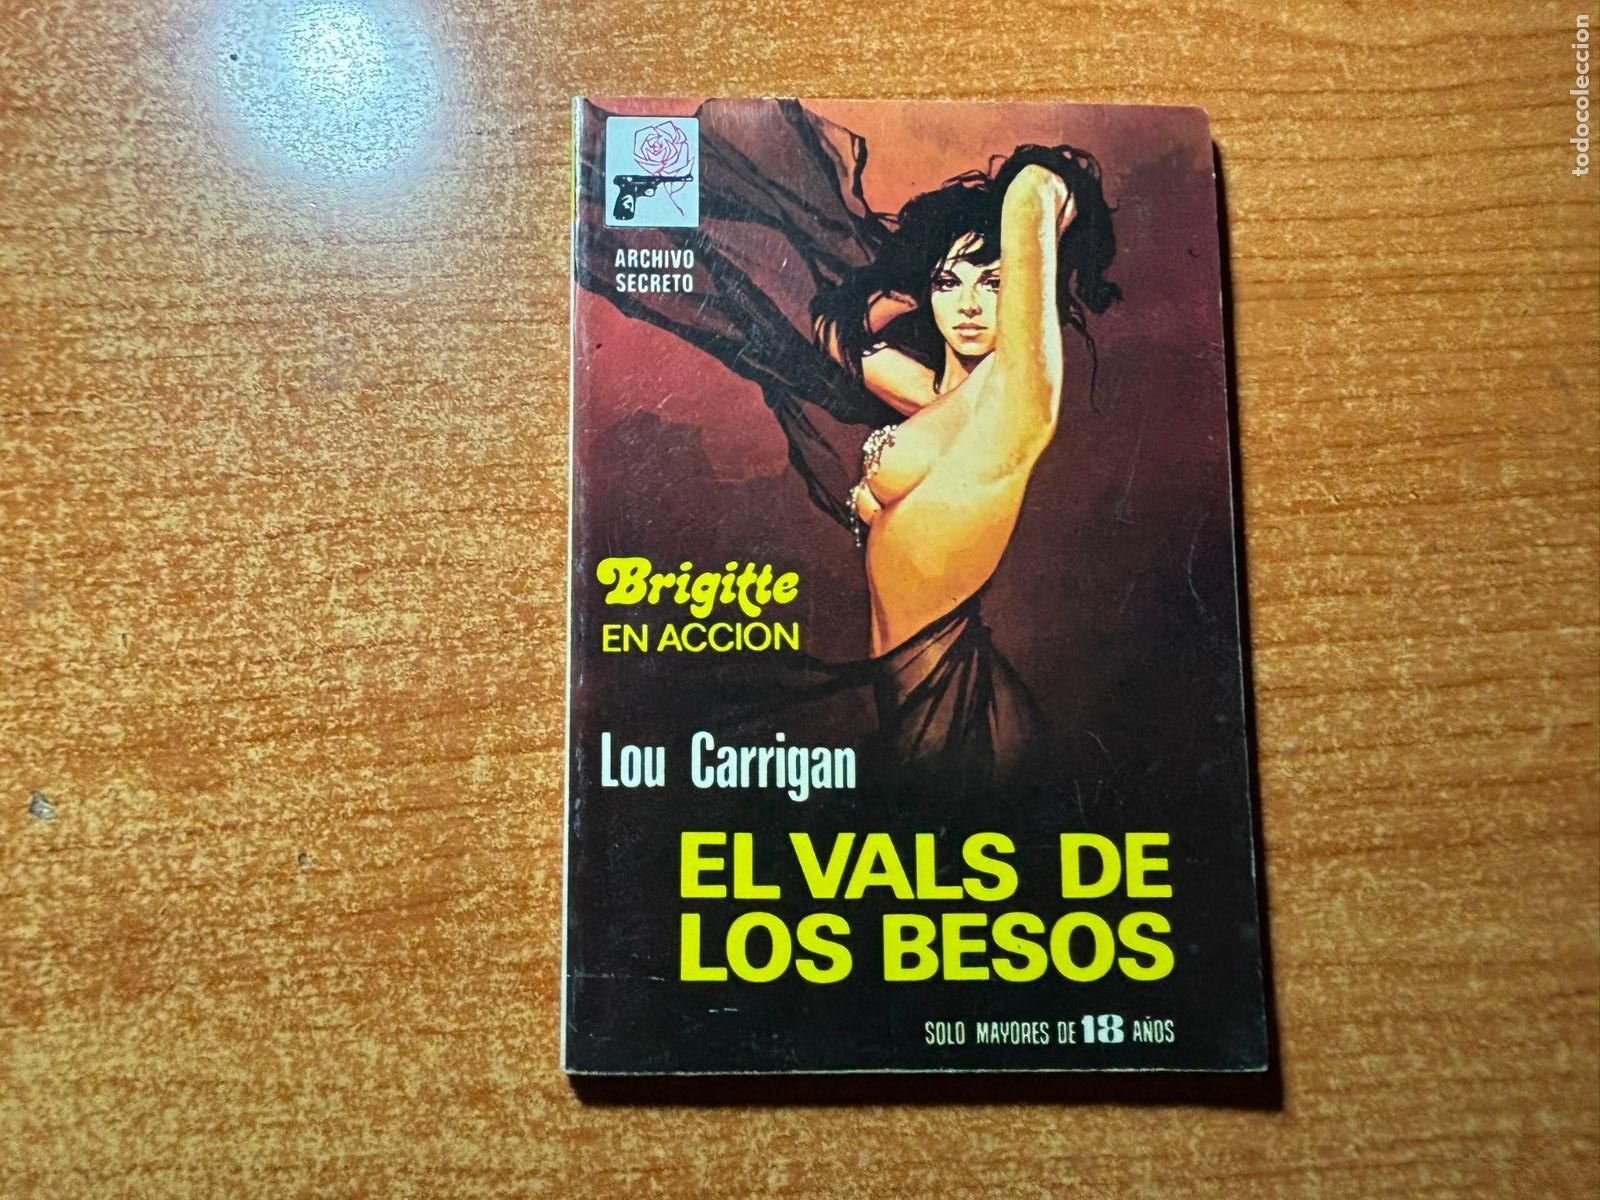 ARCHIVO
SECRETO
Brigitte
EN ACCION
Lou Carrigan
EL VALS DE
LOS BESOS
SOLO MAYORES DE 18 AÑOS
todocoleccion